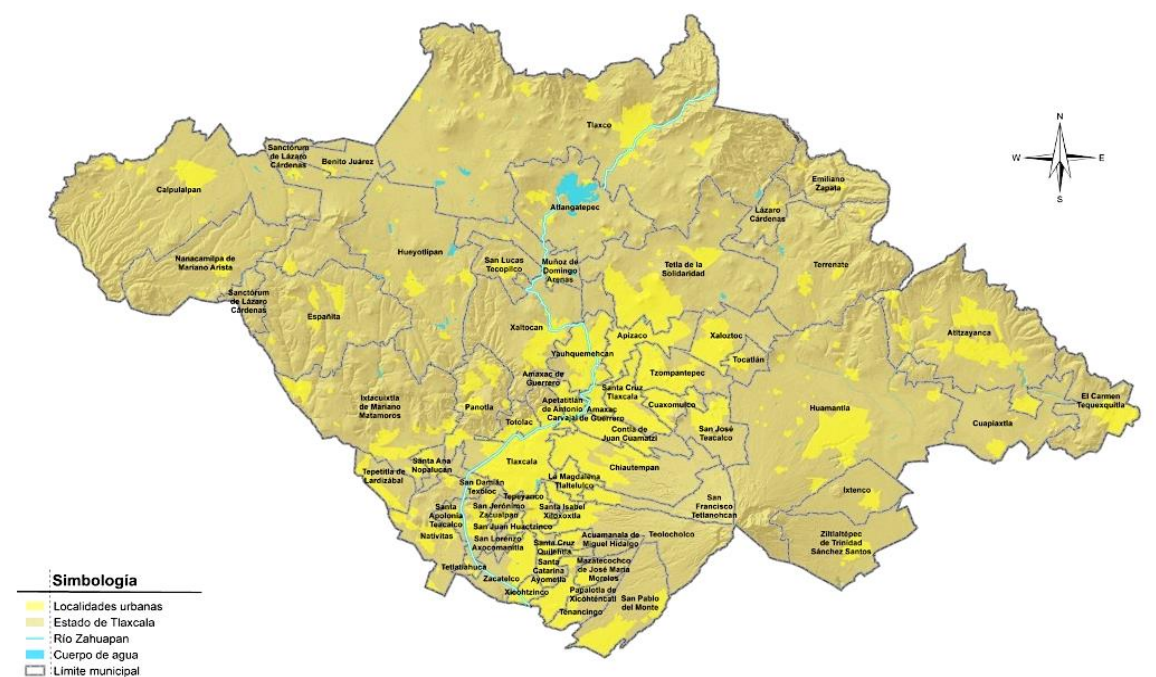 Tlaxco
N
W
E
S
Sanctórum
de Lázaro
Cárdenas
Benito Juárez
Calpulalpan
Emiliano
Zapata
Atlangatepec
Lázaro
Cárdenas
Nanacamilpa de
Mariano Arista
Hueyotlipan
San Lucas
Tecopilco
Muñoz de
Domingo
Arenas
Tetla de la
Solidaridad
Terrenate
Sanctórum
de Lázaro
Cárdenas
Españita
Xaltocan
Apizaco
Xaloztoc
Tocatlán
Atltzayanca
Yauhquemehcan
Amaxac de
Guerrero
Tzompantepec
Santa Cruz
Tlaxcala
Cuaxomulco
El Carmen
Tequexquitla
Ixtacuixtla
de Mariano
Matamoros
Panotla
Apetatitlán
de Antonio
Carvajal
Amaxac
de Guerrero
Totolac
Huamantla
Cuapiaxtla
Contla de
Juan Cuamatzi
San José
Teacalco
Santa Ana
Nopalucan
Tlaxcala
Chiautempan
Tepetitla de
Lardizábal
La Magdalena
Tlaltelulco
San Damián
Texóloc
Tepeyanco
Ixtenco
San
Francisco
Tetlanohcan
Santa
Apolonia
Teacalco
San Jerónimo
Zacualpan
Santa Isabel
Xiloxoxtla
San Juan Huactzinco
Nativitas
San Lorenzo
Axocomanitla
Santa Cruz
Quilehtla
Acuamanala de
Miguel Hidalgo
Teolocholco
Ziltlaltépec
de Trinidad
Sánchez Santos
Tetlatlahuca
Santa
Catarina
Ayometla
Mazatecochco
de José María
Morelos
Zacatelco
Xicohtzinco
Papalotla de
Xicohténcatl
San Pablo
del Monte
Tenancingo
Simbología
Localidades urbanas
Estado de Tlaxcala
Río Zahuapan
Cuerpo de agua
Límite municipal